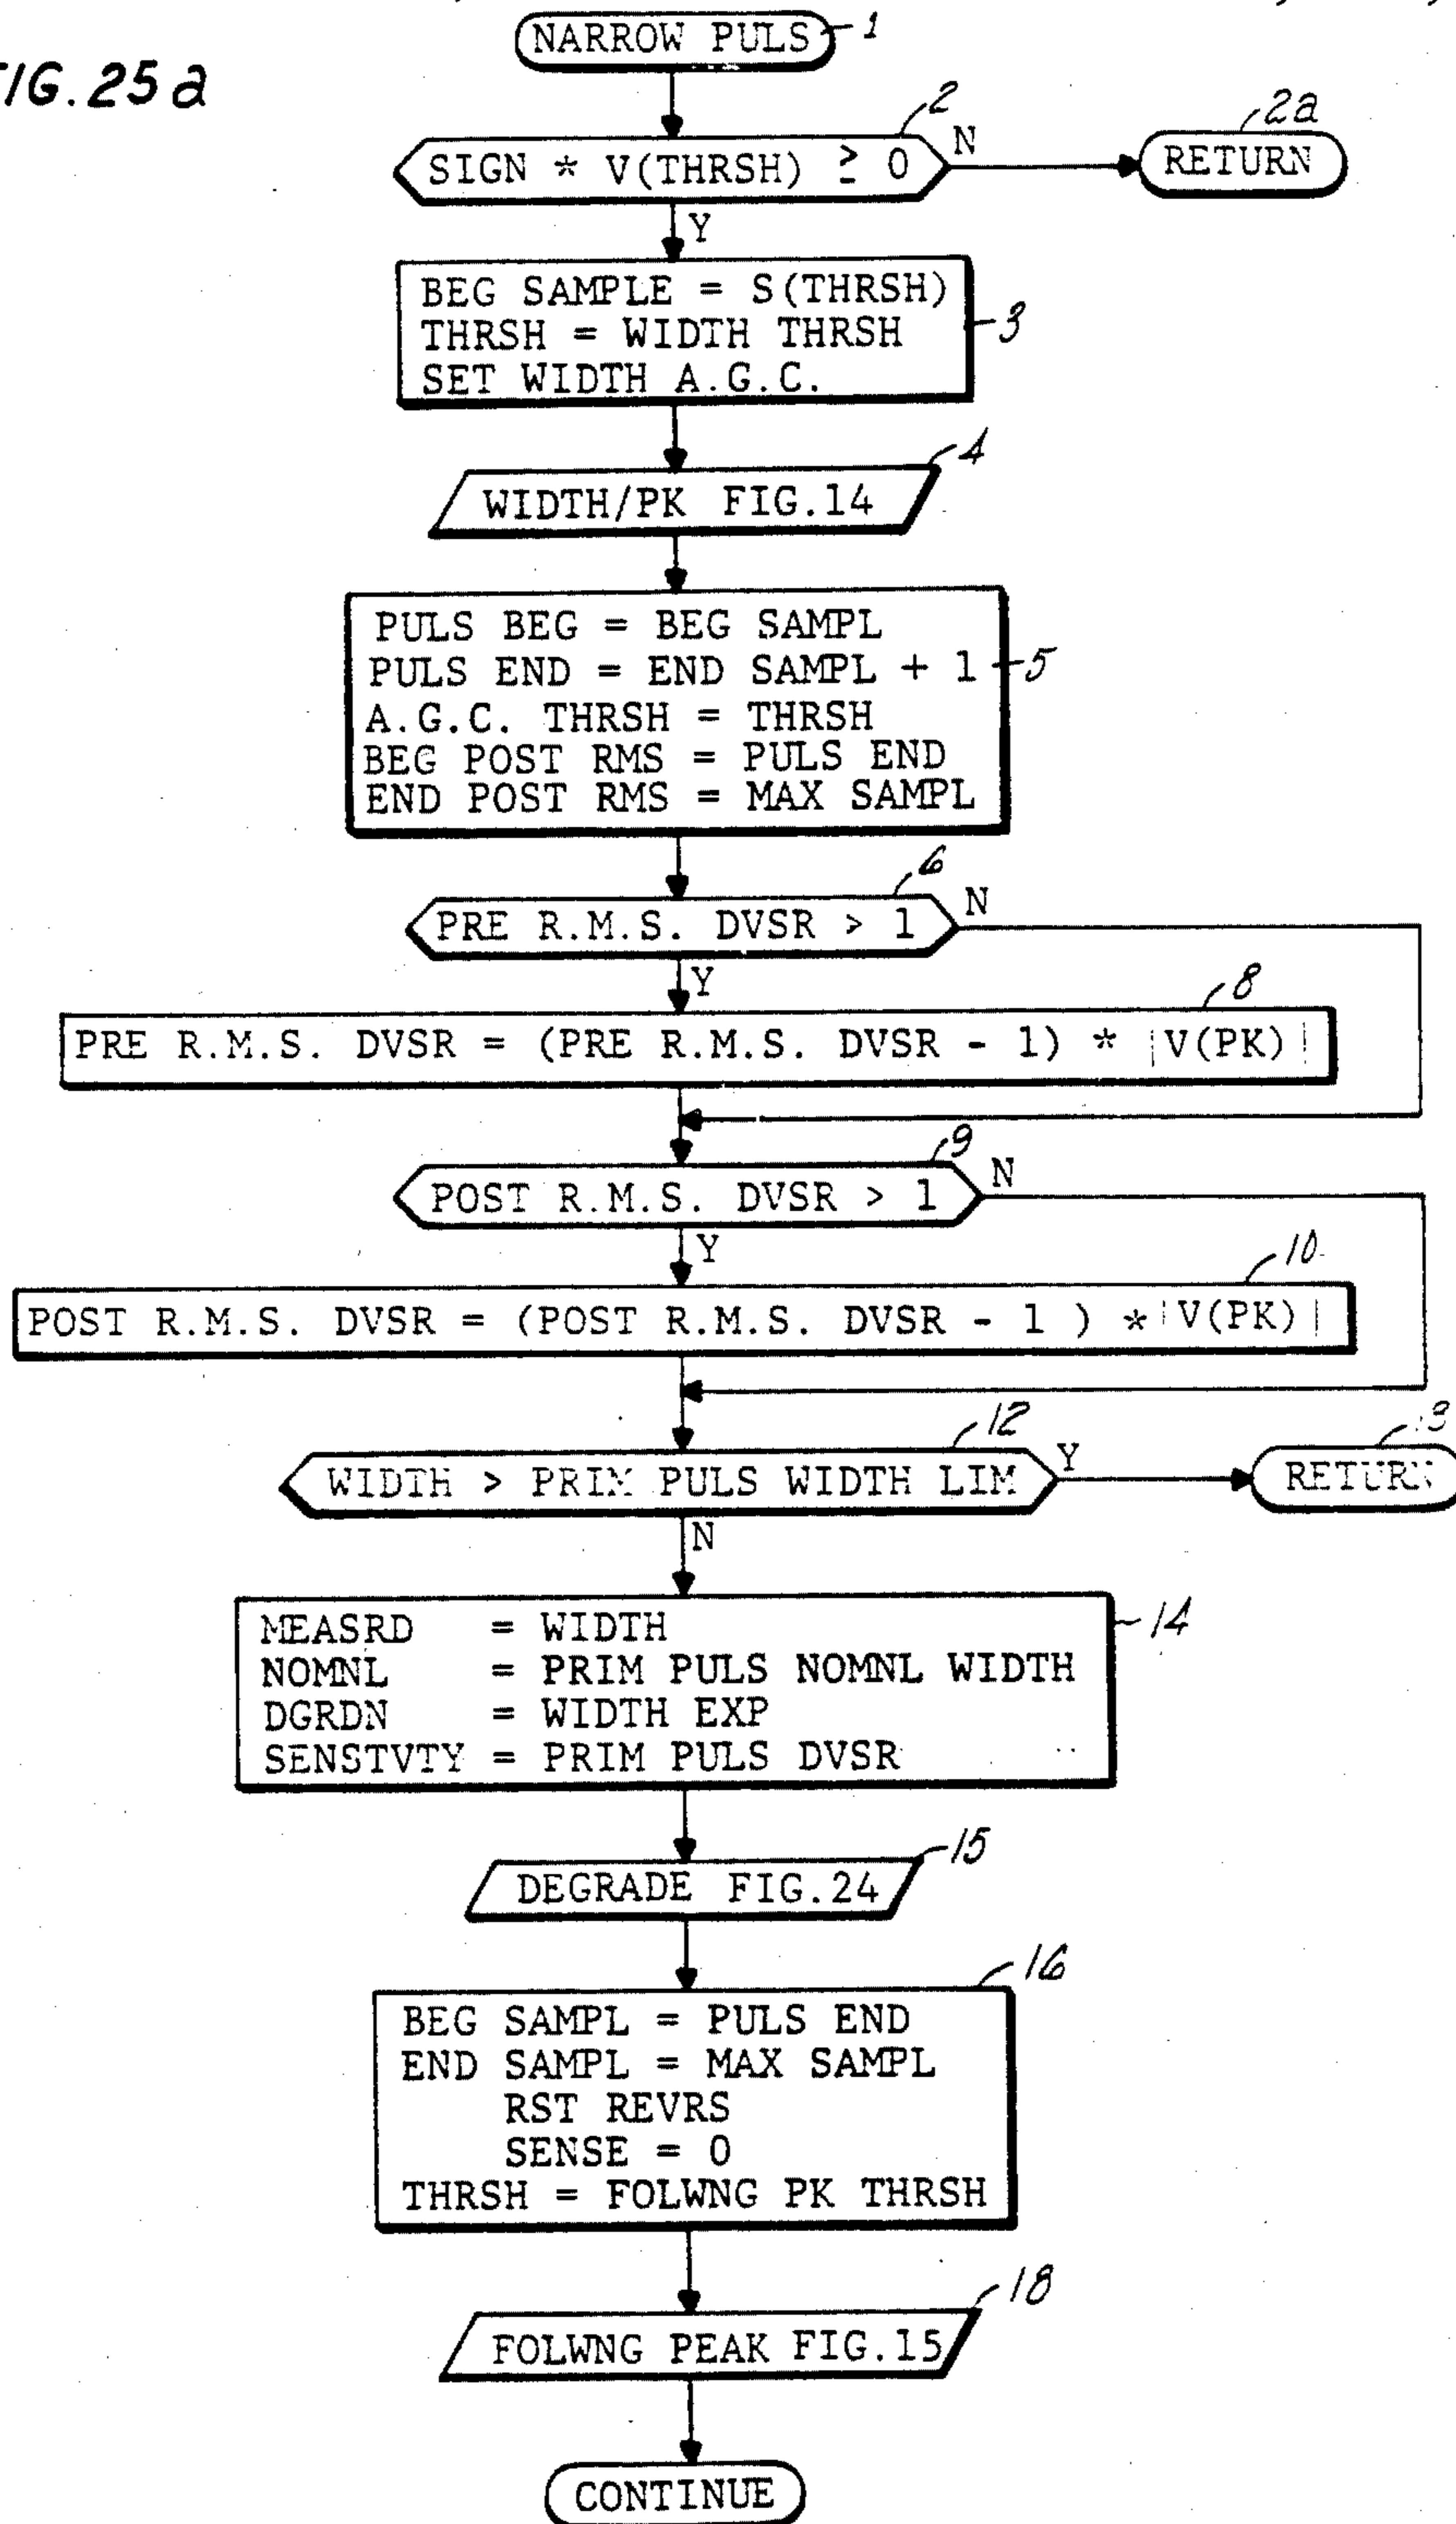 FIG. 25a
NARROW PULS
1
2
SIGN * V(THRSH) ≥ 0
N
2a
RETURN
Y
BEG SAMPLE = S(THRSH)
THRSH = WIDTH THRSH
SET WIDTH A.G.C.
3
4
WIDTH/PK FIG.14
PULS BEG = BEG SAMPL
PULS END = END SAMPL + 1
A.G.C. THRSH = THRSH
BEG POST RMS = PULS END
END POST RMS = MAX SAMPL
5
6
PRE R.M.S. DVSR > 1
N
Y
8
PRE R.M.S. DVSR = (PRE R.M.S. DVSR - 1) * |V(PK)|
9
POST R.M.S. DVSR > 1
N
Y
10
POST R.M.S. DVSR = (POST R.M.S. DVSR - 1 ) * |V(PK)|
12
WIDTH > PRIM PULS WIDTH LIM
Y
13
RETURN
N
MEASRD = WIDTH
NOMNL = PRIM PULS NOMNL WIDTH
DGRDN = WIDTH EXP
SENSTVTY = PRIM PULS DVSR
14
15
DEGRADE FIG.24
16
BEG SAMPL = PULS END
END SAMPL = MAX SAMPL
RST REVRS
SENSE = 0
THRSH = FOLWNG PK THRSH
18
FOLWNG PEAK FIG.15
CONTINUE